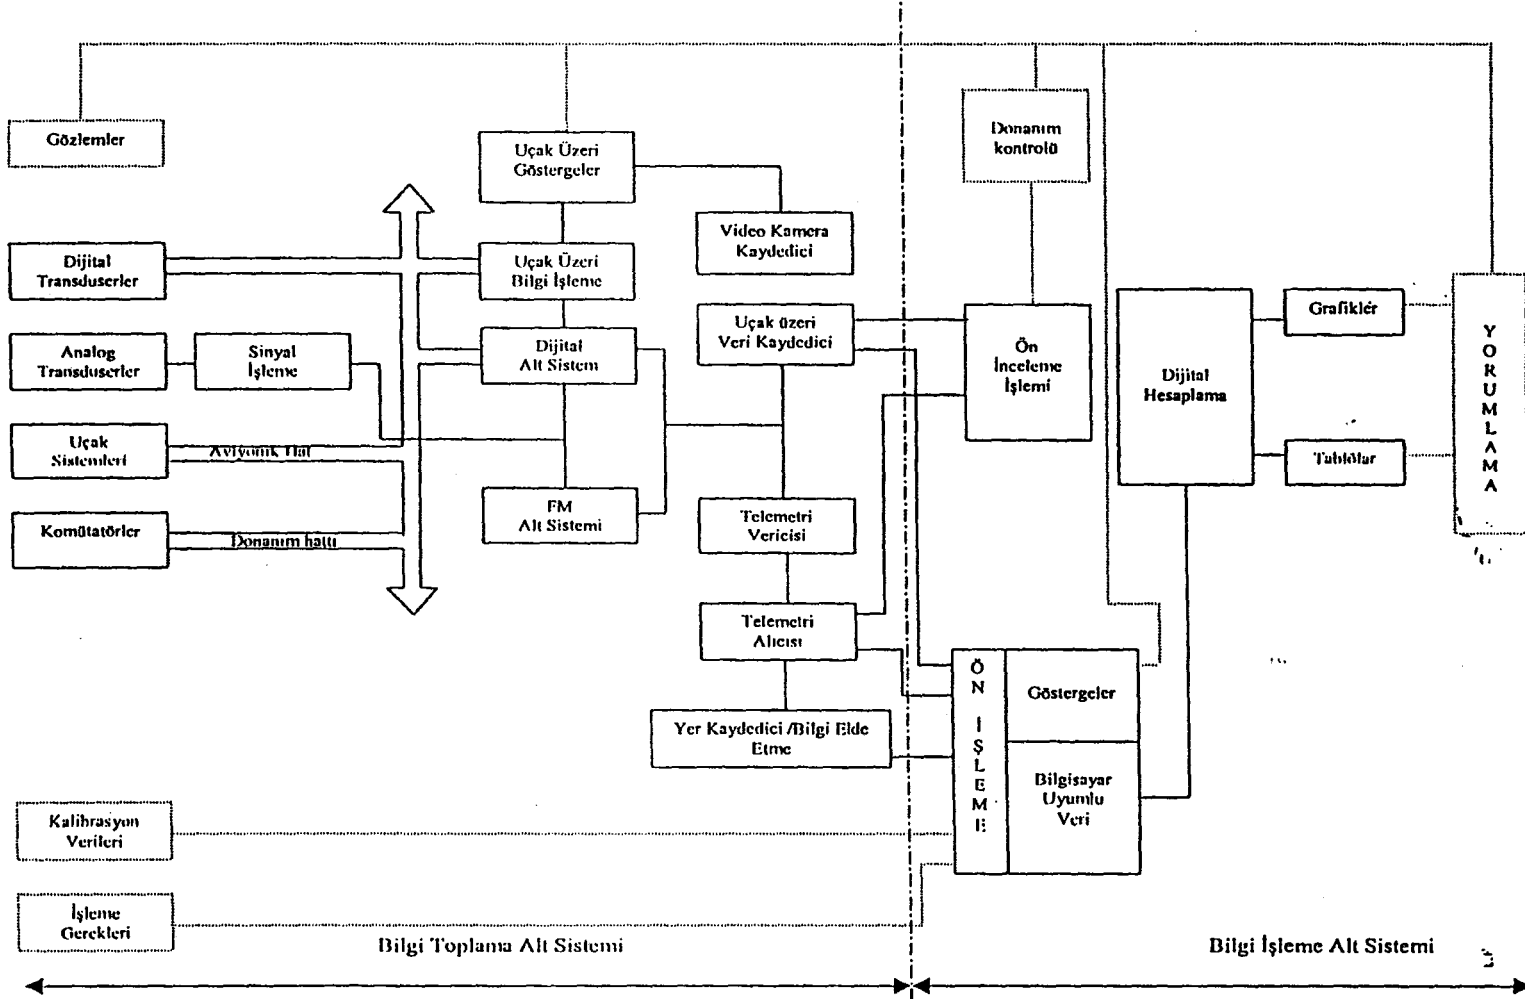 Gözlemler
Uçak Üzeri
Göstergeler
Donanım
kontrolü
Video Kamera
Kaydedici
Dijital
Transduserler
Uçak Üzeri
Bilgi İşleme
Analog
Transduserler
Sinyal
İşleme
Dijital
Alt Sistem
Uçak üzeri
Veri Kaydedici
Ön
İnceleme
İşlemi
Dijital
Hesaplama
Grafikler
Tablolar
YORUMLAMA
Uçak
Sistemleri
Aviyonik Hat
Komütatörler
Donanım hattı
FM
Alt Sistemi
Telemetri
Vericisi
Telemetri
Alıcısı
Yer Kaydedici /Bilgi Elde
Etme
ÖN İŞLEME
Göstergeler
Bilgisayar
Uyumlu
Veri
Kalibrasyon
Verileri
İşleme
Gerekleri
Bilgi Toplama Alt Sistemi
Bilgi İşleme Alt Sistemi